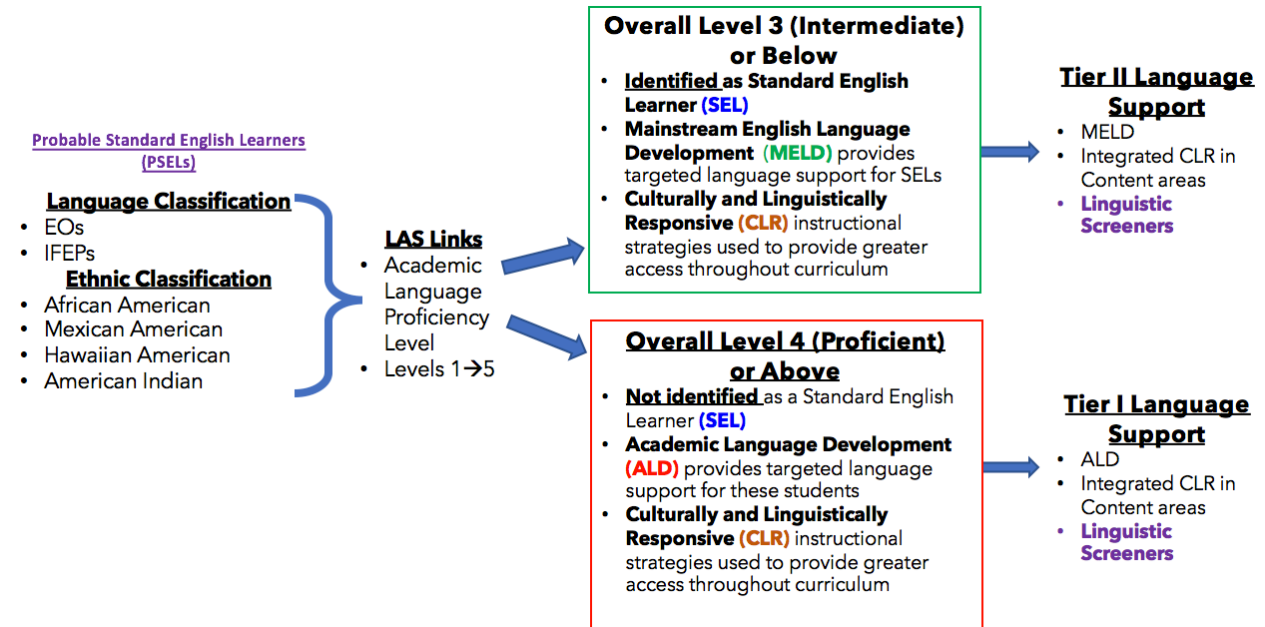 Probable Standard English Learners
(PSELs)
Language Classification
• EOs
• IFEPs
Ethnic Classification
• African American
• Mexican American
• Hawaiian American
• American Indian
LAS Links
• Academic
Language
Proficiency
Level
• Levels 1→5
Overall Level 3 (Intermediate)
or Below
• Identified as Standard English
Learner (SEL)
• Mainstream English Language
Development (MELD) provides
targeted language support for SELs
• Culturally and Linguistically
Responsive (CLR) instructional
strategies used to provide greater
access throughout curriculum
Tier II Language
Support
• MELD
• Integrated CLR in
Content areas
• Linguistic
Screeners
Overall Level 4 (Proficient)
or Above
• Not identified as a Standard English
Learner (SEL)
• Academic Language Development
(ALD) provides targeted language
support for these students
• Culturally and Linguistically
Responsive (CLR) instructional
strategies used to provide greater
access throughout curriculum
Tier I Language
Support
• ALD
• Integrated CLR in
Content areas
• Linguistic
Screeners